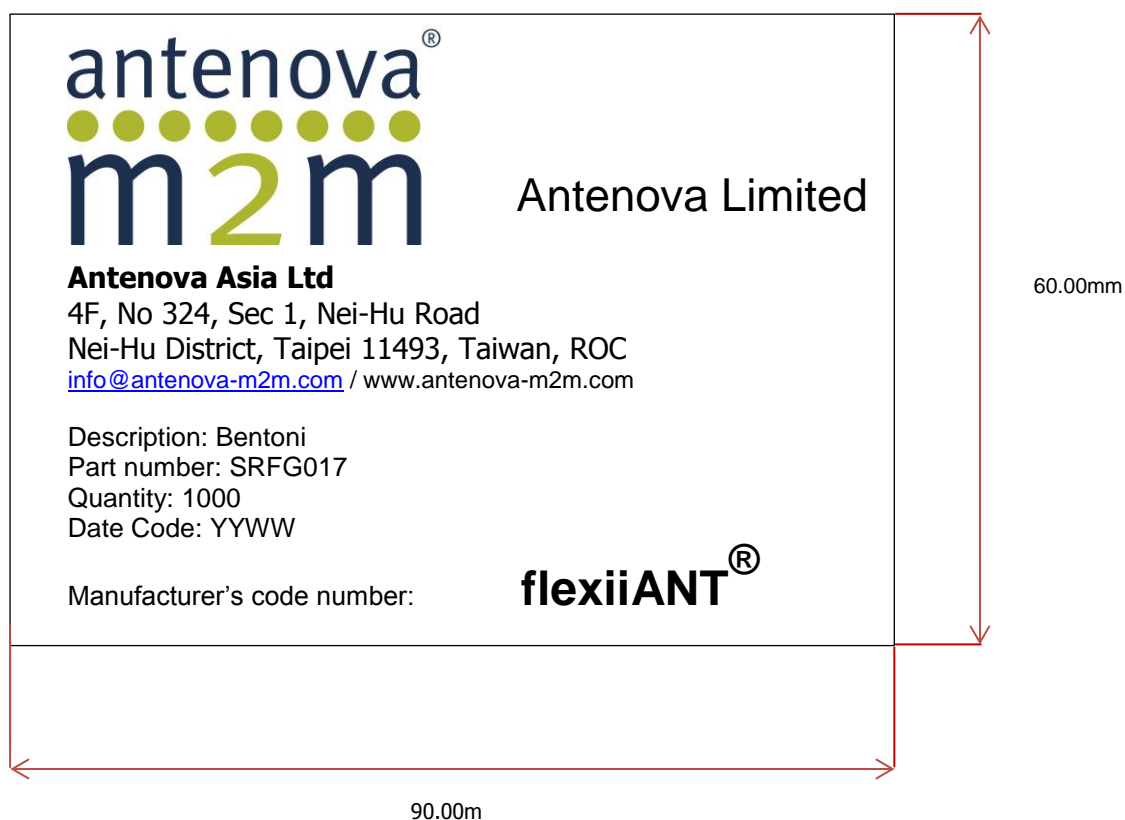 antenova®
m2m
Antenova Limited
Antenova Asia Ltd
4F, No 324, Sec 1, Nei-Hu Road
Nei-Hu District, Taipei 11493, Taiwan, ROC
info@antenova-m2m.com / www.antenova-m2m.com
Description: Bentoni
Part number: SRFG017
Quantity: 1000
Date Code: YYWW
Manufacturer’s code number:
flexiiANT®
60.00mm
90.00m